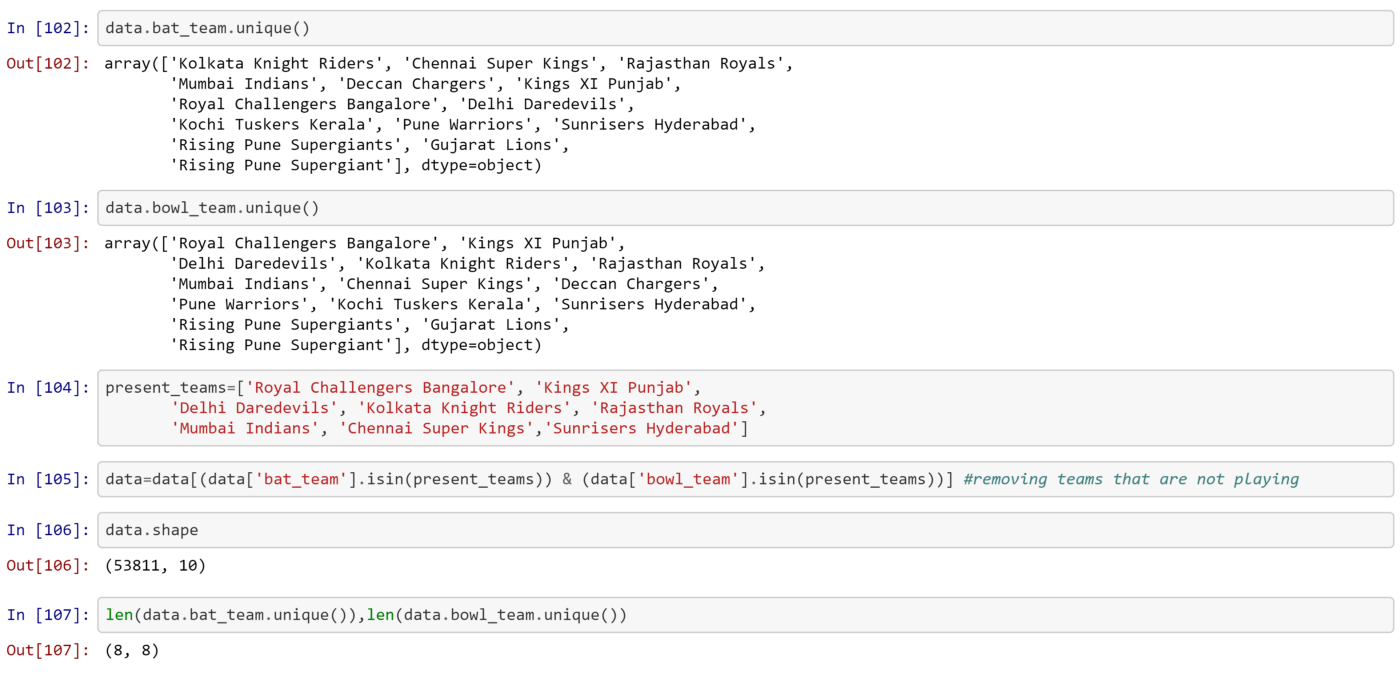 In [102]: data.bat_team.unique()
Out[102]: array(['Kolkata Knight Riders', 'Chennai Super Kings', 'Rajasthan Royals',
'Mumbai Indians', 'Deccan Chargers', 'Kings XI Punjab',
'Royal Challengers Bangalore', 'Delhi Daredevils',
'Kochi Tuskers Kerala', 'Pune Warriors', 'Sunrisers Hyderabad',
'Rising Pune Supergiants', 'Gujarat Lions',
'Rising Pune Supergiant'], dtype=object)
In [103]: data.bowl_team.unique()
Out[103]: array(['Royal Challengers Bangalore', 'Kings XI Punjab',
'Delhi Daredevils', 'Kolkata Knight Riders', 'Rajasthan Royals',
'Mumbai Indians', 'Chennai Super Kings', 'Deccan Chargers',
'Pune Warriors', 'Kochi Tuskers Kerala', 'Sunrisers Hyderabad',
'Rising Pune Supergiants', 'Gujarat Lions',
'Rising Pune Supergiant'], dtype=object)
In [104]: present_teams=['Royal Challengers Bangalore', 'Kings XI Punjab',
'Delhi Daredevils', 'Kolkata Knight Riders', 'Rajasthan Royals',
'Mumbai Indians', 'Chennai Super Kings','Sunrisers Hyderabad']
In [105]: data=data[(data['bat_team'].isin(present_teams)) & (data['bowl_team'].isin(present_teams))] #removing teams that are not playing
In [106]: data.shape
Out[106]: (53811, 10)
In [107]: len(data.bat_team.unique()),len(data.bowl_team.unique())
Out[107]: (8, 8)